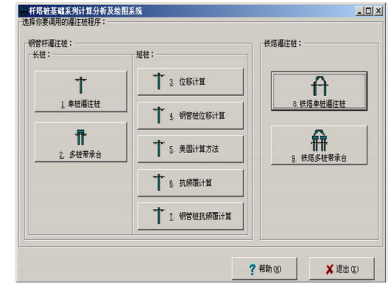 杆塔桩基础系列计算分析及绘图系统
选择你要调用的灌注桩程序：
钢管杆灌注桩：
长桩：
1. 单桩灌注桩
2. 多桩带承台
短桩：
3. 位移计算
4. 钢管桩位移计算
5. 美国计算方法
6. 抗倾覆计算
7. 钢管桩抗倾覆计算
铁塔灌注桩：
8. 铁塔单桩灌注桩
9. 铁塔多桩带承台
帮助(X)
退出(X)